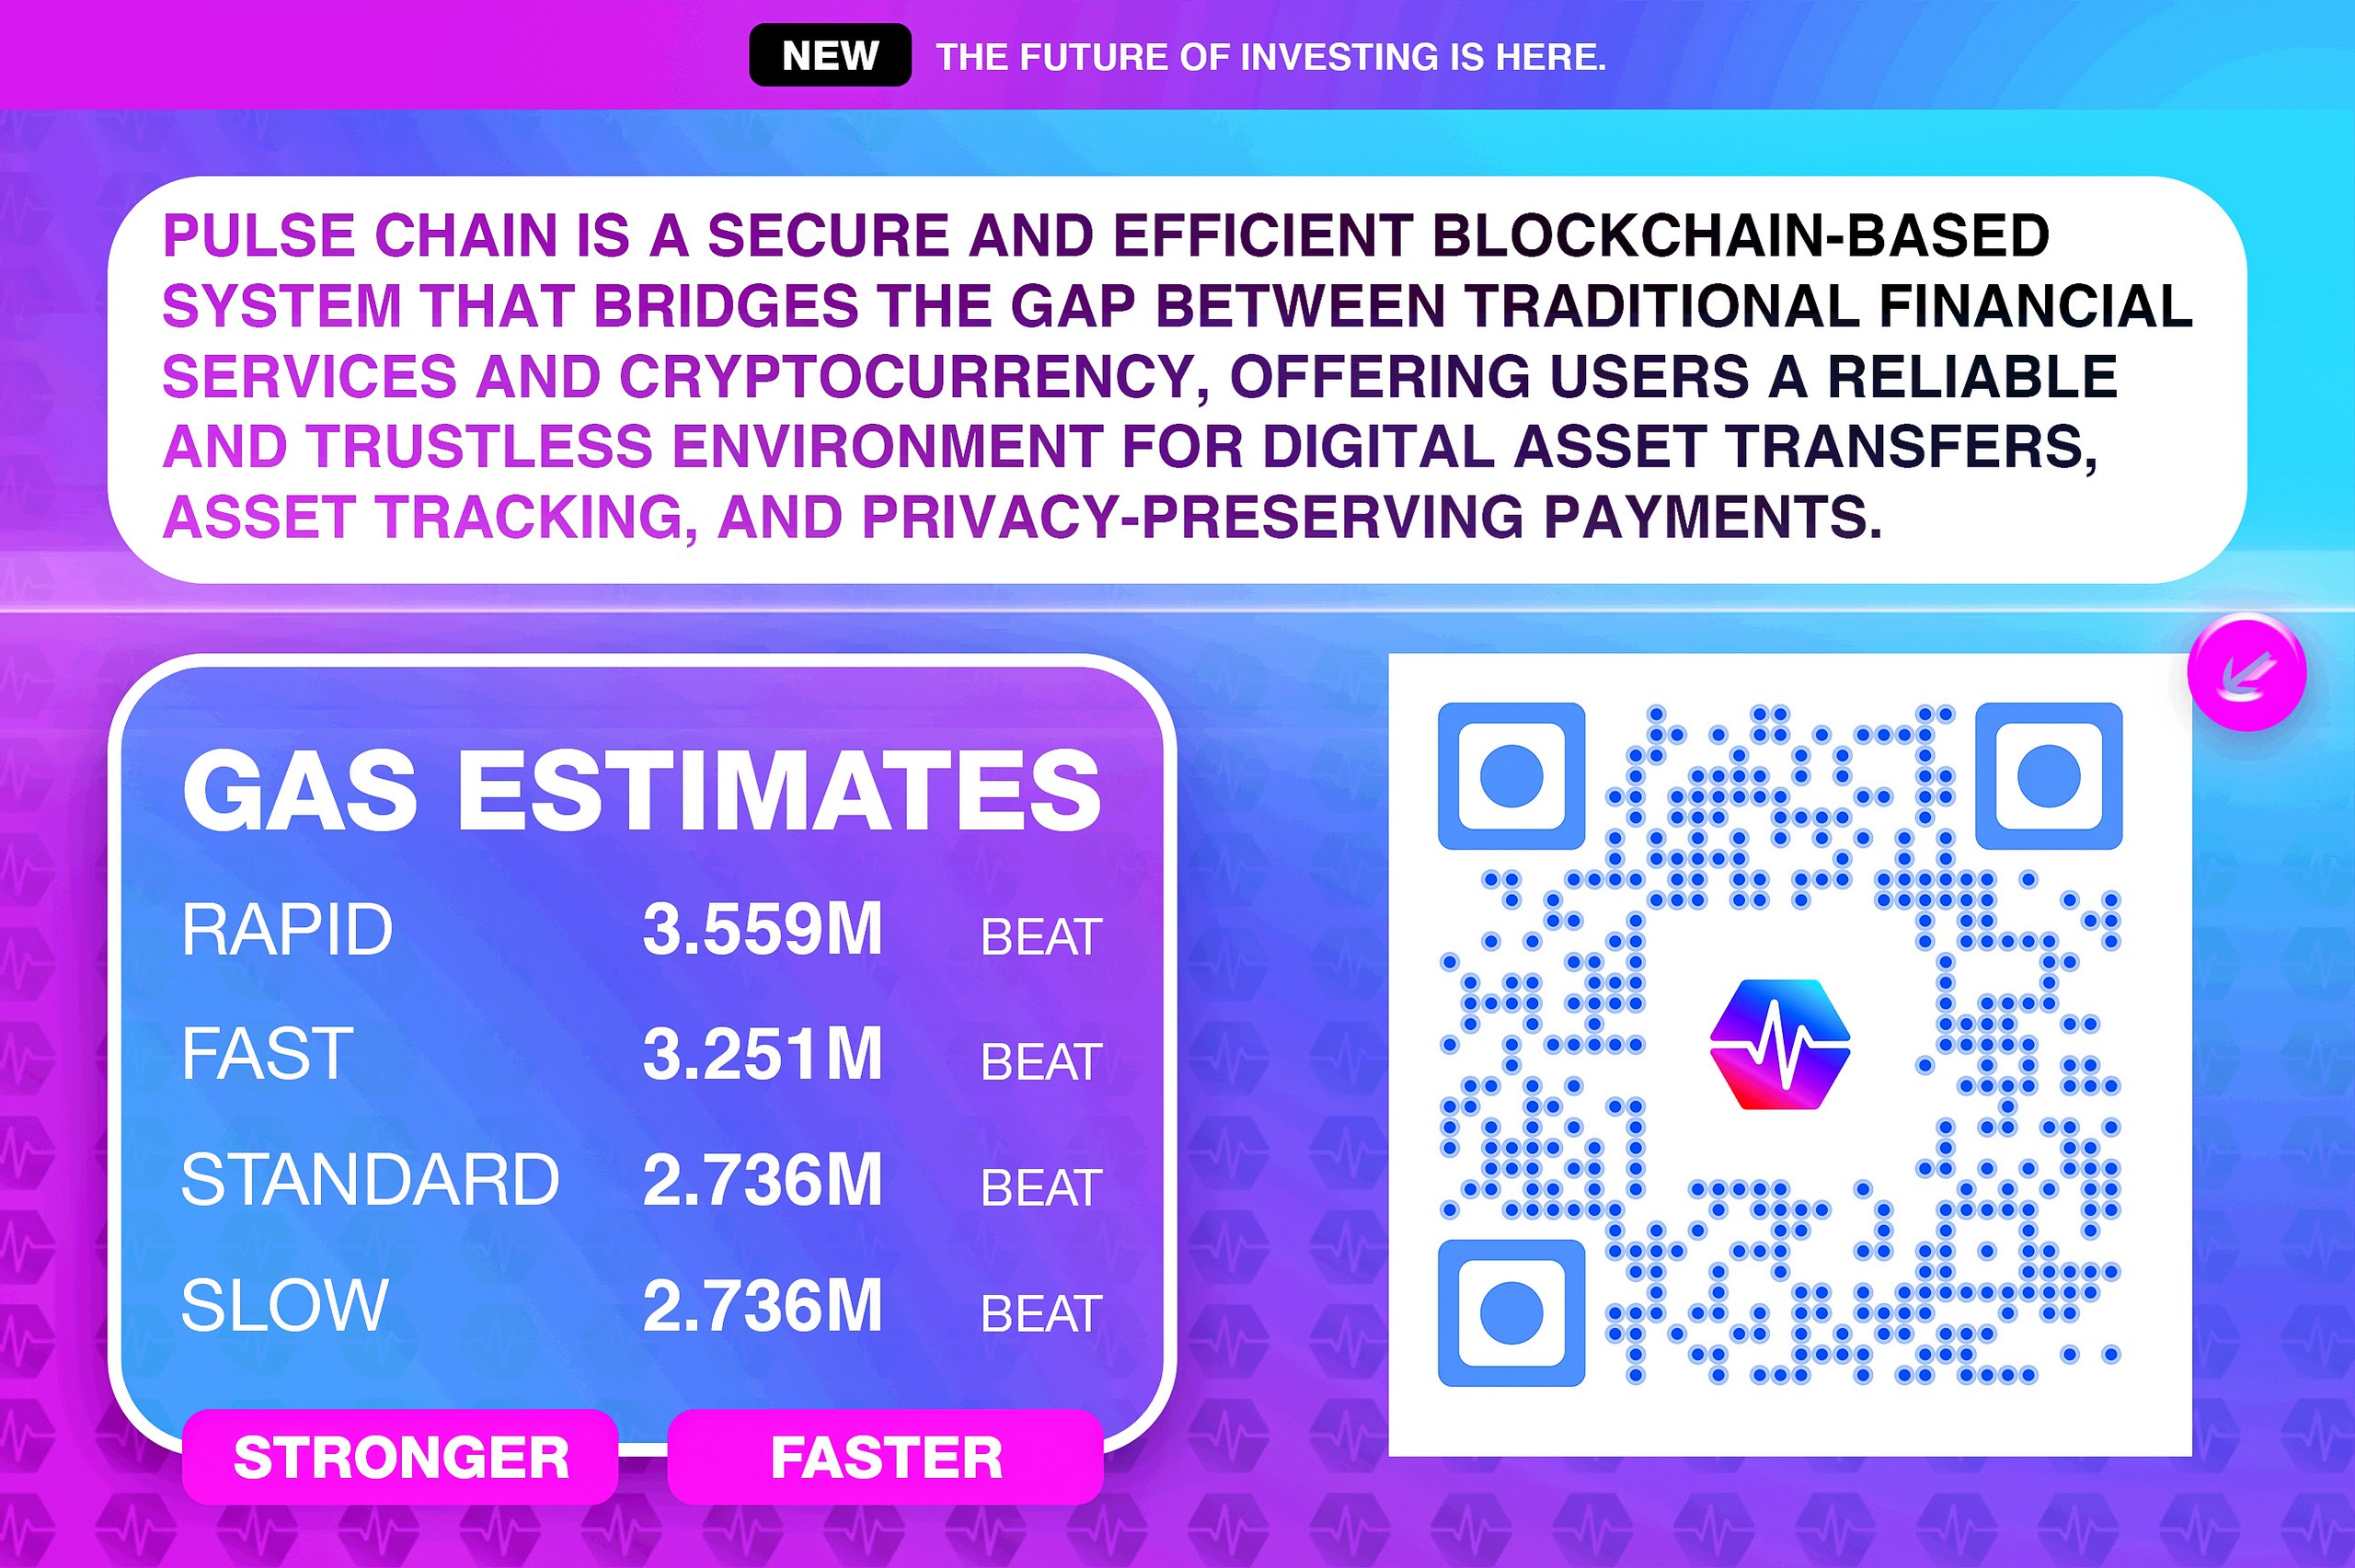 NEW THE FUTURE OF INVESTING IS HERE.
PULSE CHAIN IS A SECURE AND EFFICIENT BLOCKCHAIN-BASED
SYSTEM THAT BRIDGES THE GAP BETWEEN TRADITIONAL FINANCIAL
SERVICES AND CRYPTOCURRENCY, OFFERING USERS A RELIABLE
AND TRUSTLESS ENVIRONMENT FOR DIGITAL ASSET TRANSFERS,
ASSET TRACKING, AND PRIVACY-PRESERVING PAYMENTS.
GAS ESTIMATES
RAPID 3.559M BEAT
FAST 3.251M BEAT
STANDARD 2.736M BEAT
SLOW 2.736M BEAT
STRONGER FASTER